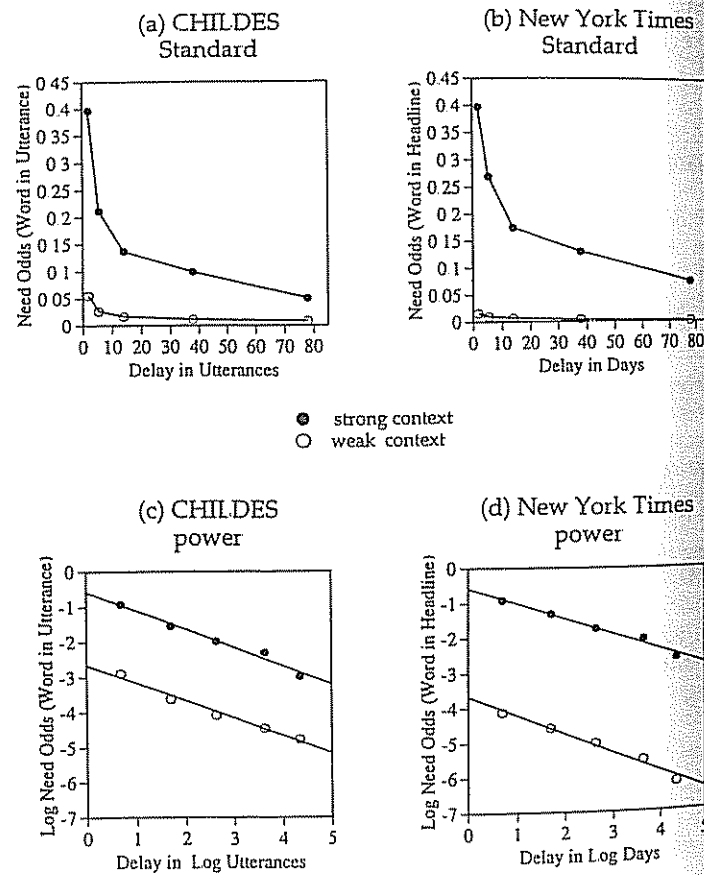 (a) CHILDES
Standard
Need Odds (Word in Utterance)
0 45
0 4
0 35
0 3
0 25
0 2
0 15
0 1
0 05
0
0 10 20 30 40 50 60 70 80
Delay in Utterances
(b) New York Times
Standard
Need Odds (Word in Headline)
0.45
0.4
0.35
0 3
0.25
0.2
0.15
0.1
0 05
0
0 10 20 30 40 50 60 70 80
Delay in Days
strong context
weak context
(c) CHILDES
power
Log Need Odds (Word in Utterance)
-0
-1
-2
-3
-4
-5
-6
-7
0 1 2 3 4 5
Delay in Log Utterances
(d) New York Times
power
Log Need Odds (Word in Headline)
-0
-1
-2
-3
-4
-5
-6
-7
0 1 2 3 4 5
Delay in Log Days